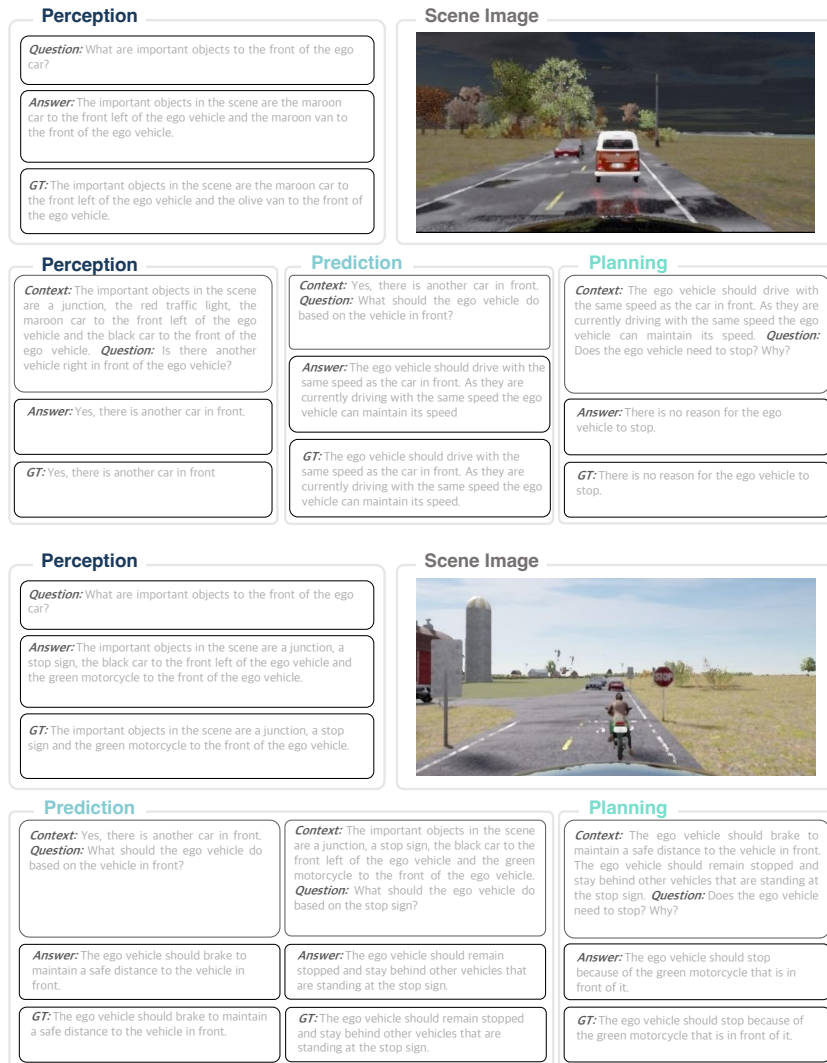 Perception
Scene Image
Question: What are important objects to the front of the ego
car?
Answer: The important objects in the scene are the maroon
car to the front left of the ego vehicle and the maroon van to
the front of the ego vehicle.
GT: The important objects in the scene are the maroon car to
the front left of the ego vehicle and the olive van to the front of
the ego vehicle.
Perception
Context: The important objects in the scene
are a junction, the red traffic light, the
maroon car to the front left of the ego
vehicle and the black car to the front of the
ego vehicle. Question: Is there another
vehicle right in front of the ego vehicle?
Answer: Yes, there is another car in front.
GT: Yes, there is another car in front
Prediction
Context: Yes, there is another car in front.
Question: What should the ego vehicle do
based on the vehicle in front?
Answer: The ego vehicle should drive with the
same speed as the car in front. As they are
currently driving with the same speed the ego
vehicle can maintain its speed
GT: The ego vehicle should drive with the
same speed as the car in front. As they are
currently driving with the same speed the ego
vehicle can maintain its speed.
Planning
Context: The ego vehicle should drive with
the same speed as the car in front. As they are
currently driving with the same speed the ego
vehicle can maintain its speed. Question:
Does the ego vehicle need to stop? Why?
Answer: There is no reason for the ego
vehicle to stop.
GT: There is no reason for the ego vehicle to
stop.
Perception
Scene Image
Question: What are important objects to the front of the ego
car?
Answer: The important objects in the scene are a junction, a
stop sign, the black car to the front left of the ego vehicle and
the green motorcycle to the front of the ego vehicle.
GT: The important objects in the scene are a junction, a stop
sign and the green motorcycle to the front of the ego vehicle.
STOP
Prediction
Context: Yes, there is another car in front.
Question: What should the ego vehicle do
based on the vehicle in front?
Answer: The ego vehicle should brake to
maintain a safe distance to the vehicle in
front.
GT: The ego vehicle should brake to maintain
a safe distance to the vehicle in front.
Context: The important objects in the scene
are a junction, a stop sign, the black car to the
front left of the ego vehicle and the green
motorcycle to the front of the ego vehicle.
Question: What should the ego vehicle do
based on the stop sign?
Answer: The ego vehicle should remain
stopped and stay behind other vehicles that
are standing at the stop sign.
GT: The ego vehicle should remain stopped
and stay behind other vehicles that are
standing at the stop sign.
Planning
Context: The ego vehicle should brake to
maintain a safe distance to the vehicle in front.
The ego vehicle should remain stopped and
stay behind other vehicles that are standing at
the stop sign. Question: Does the ego vehicle
need to stop? Why?
Answer: The ego vehicle should stop
because of the green motorcycle that is in
front of it.
GT: The ego vehicle should stop because of
the green motorcycle that is in front of it.